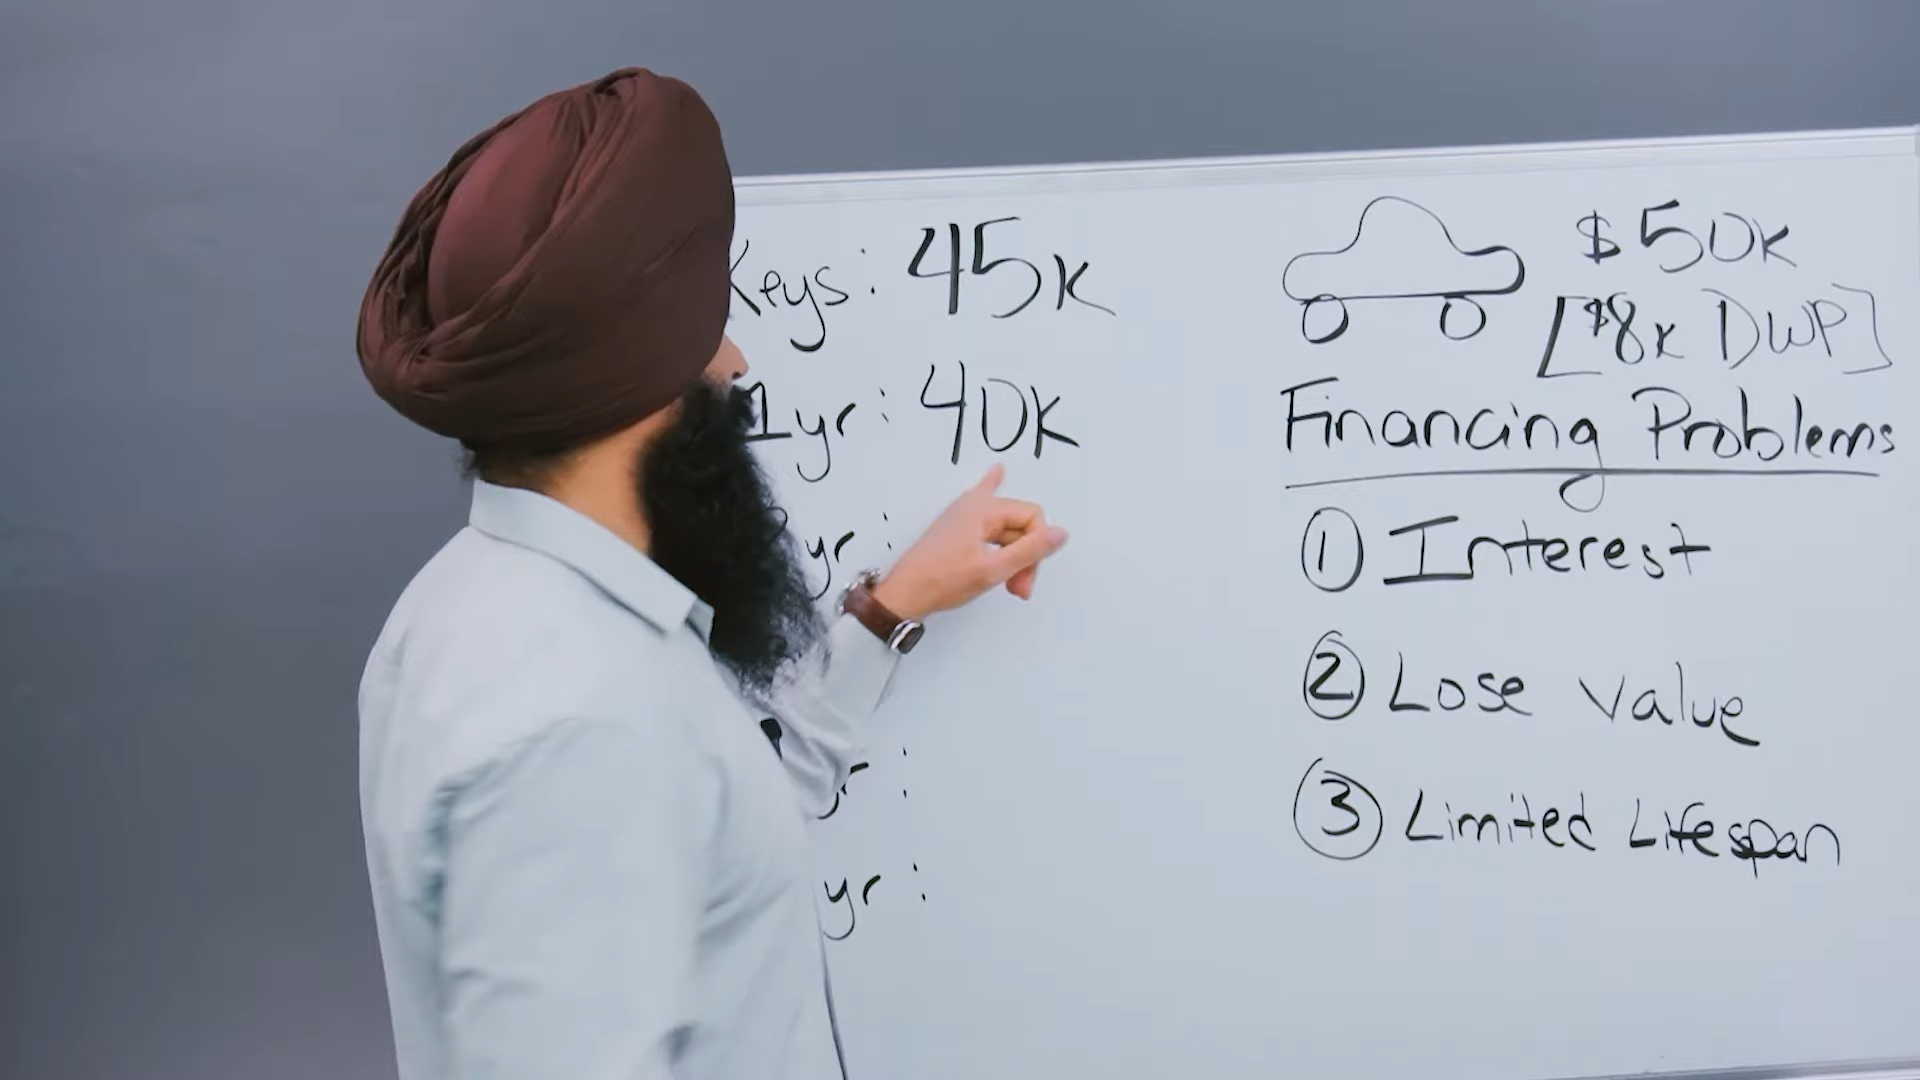 Keys: 45K
1yr: 40K
yr:
yr:
$50K
[$8K DWP]
Financing Problems
① Interest
② Lose Value
③ Limited Lifespan